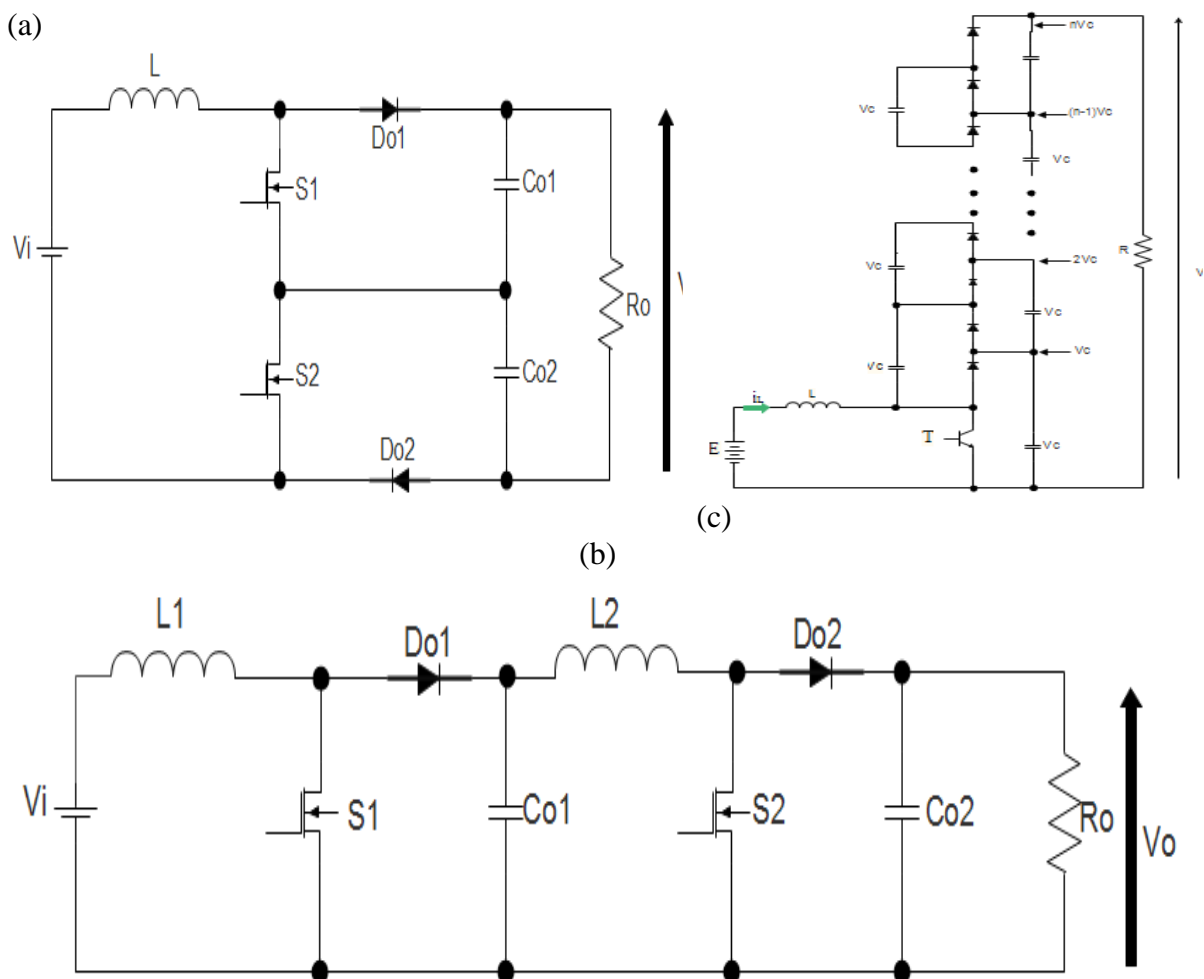 (a)
L
Do1
S1
Co1
Vi
Ro
S2
Co2
Do2
nVc
Vc
(n-1)Vc
Vc
Vc
2Vc
R
V
Vc
Vc
Vc
iL
L
E
T
Vc
(c)
(b)
L1
Do1
L2
Do2
Vi
S1
Co1
S2
Co2
Ro
Vo